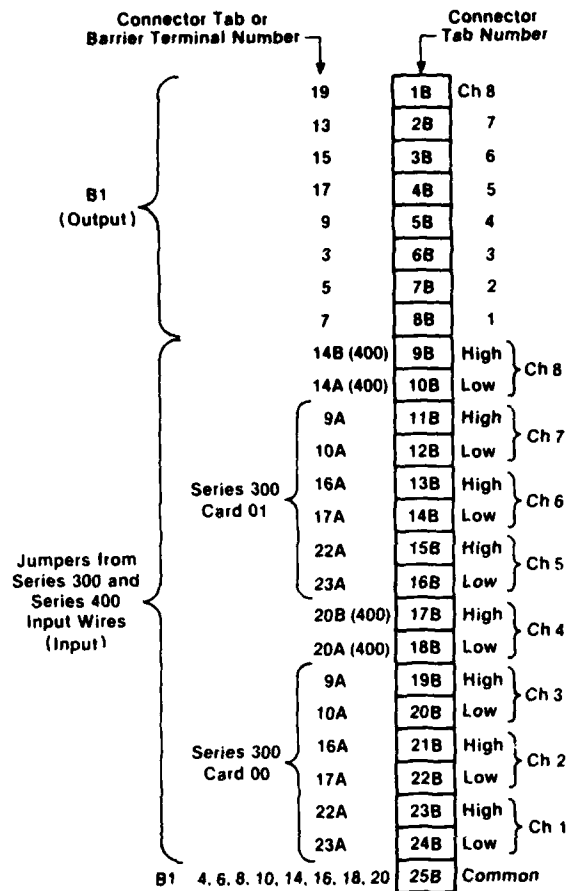 Connector Tab or
Barrier Terminal Number
Connector
Tab Number
19 1B Ch 8
13 2B 7
15 3B 6
17 4B 5
9 5B 4
3 6B 3
5 7B 2
7 8B 1
B1
(Output)
14B (400) 9B High
14A (400) 10B Low
Ch 8
9A 11B High
10A 12B Low
Ch 7
16A 13B High
17A 14B Low
Ch 6
22A 15B High
23A 16B Low
Ch 5
Series 300
Card 01
20B (400) 17B High
20A (400) 18B Low
Ch 4
Jumpers from
Series 300 and
Series 400
Input Wires
(Input)
9A 19B High
10A 20B Low
Ch 3
16A 21B High
17A 22B Low
Ch 2
22A 23B High
23A 24B Low
Ch 1
Series 300
Card 00
B1 4, 6, 8, 10, 14, 16, 18, 20 25B Common